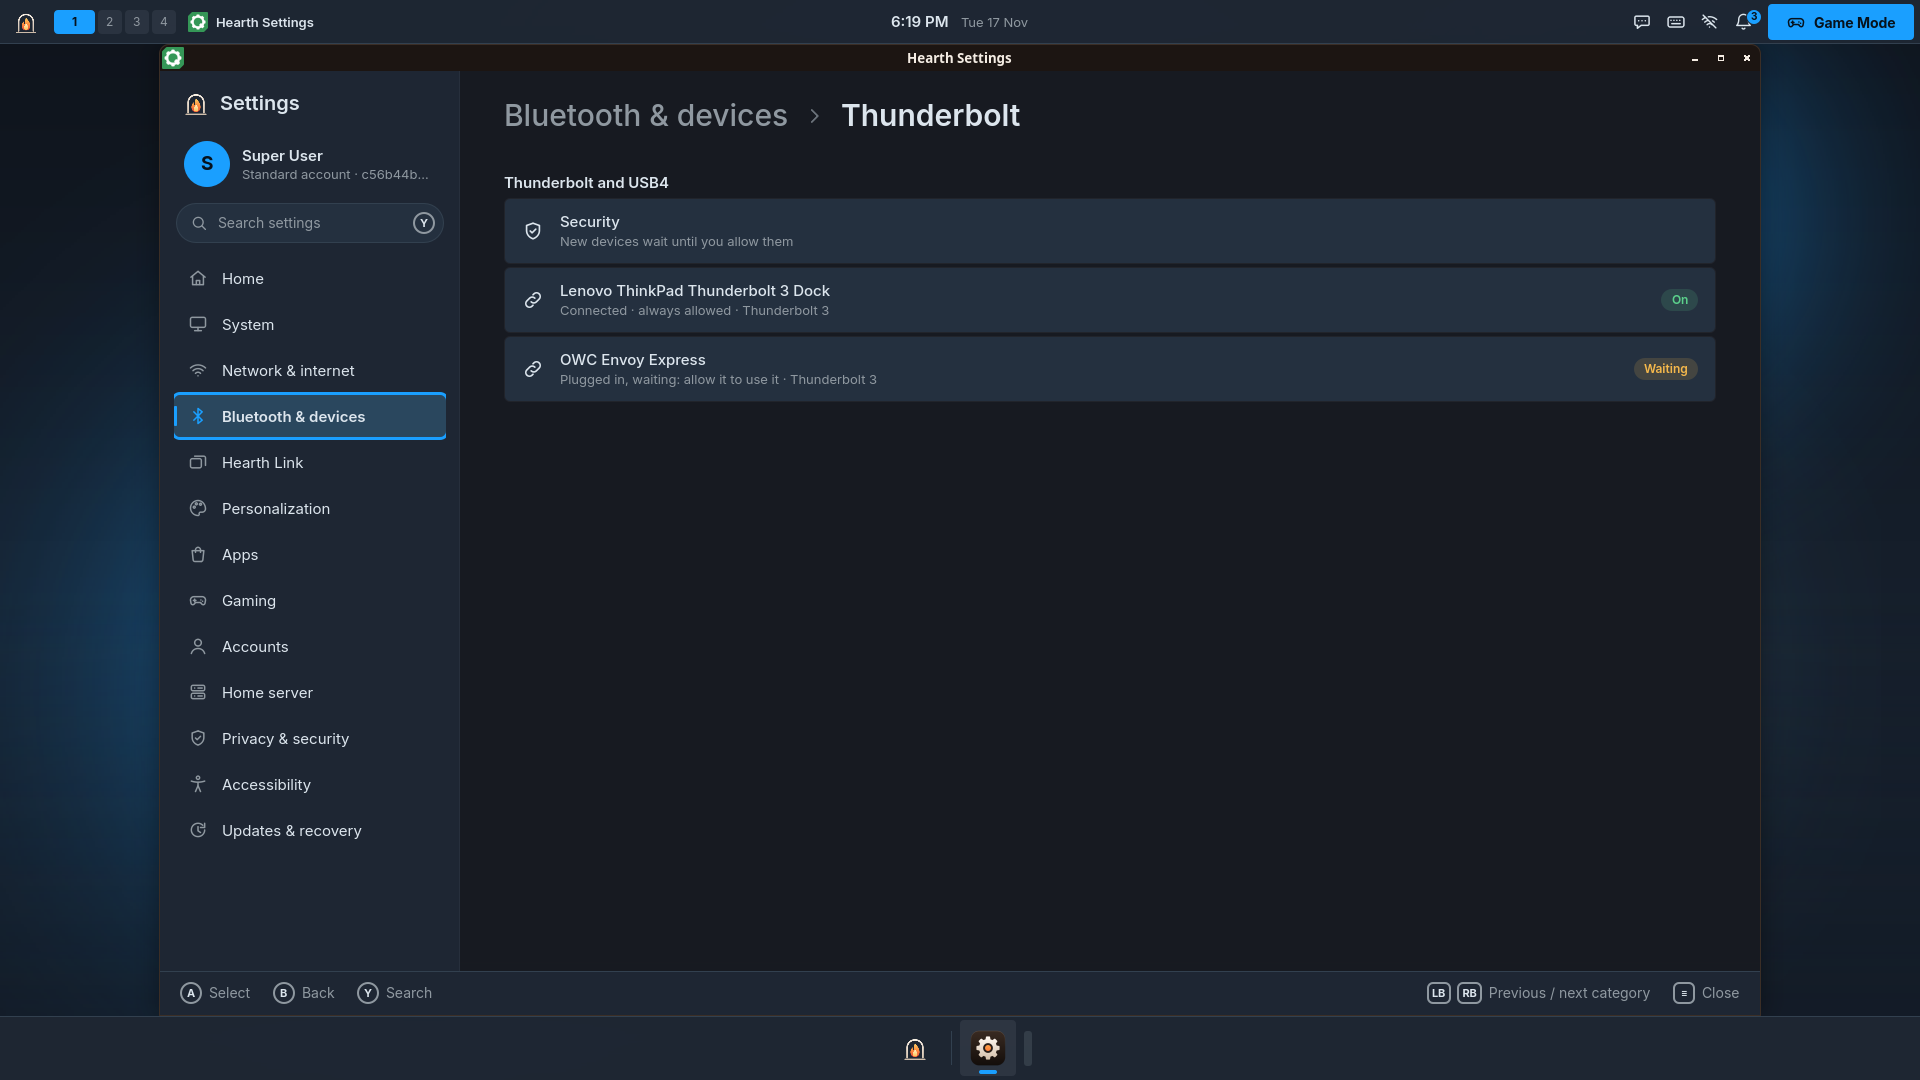 1 2 3 4 Hearth Settings
6:19 PM Tue 17 Nov
3
Game Mode
Hearth Settings
Settings
S
Super User
Standard account · c56b44b...
Search settings Y
Home
System
Network & internet
Bluetooth & devices
Hearth Link
Personalization
Apps
Gaming
Accounts
Home server
Privacy & security
Accessibility
Updates & recovery
Bluetooth & devices > Thunderbolt
Thunderbolt and USB4
Security
New devices wait until you allow them
Lenovo ThinkPad Thunderbolt 3 Dock
Connected · always allowed · Thunderbolt 3
On
OWC Envoy Express
Plugged in, waiting: allow it to use it · Thunderbolt 3
Waiting
A Select B Back Y Search
LB RB Previous / next category ≡ Close